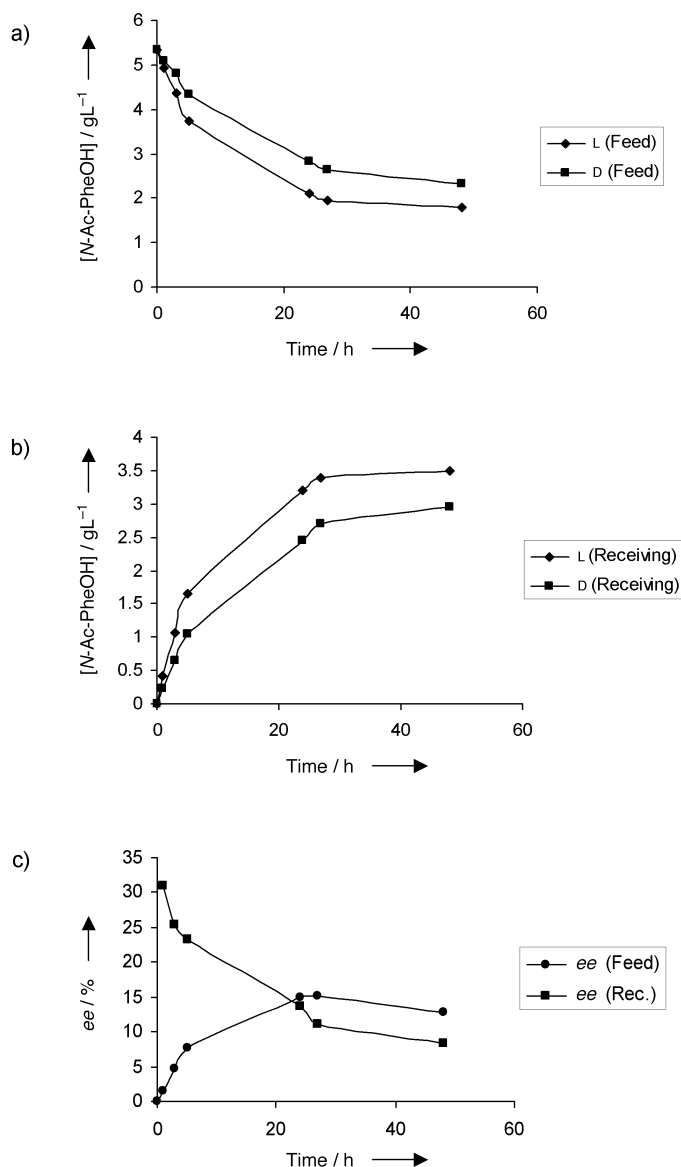 a)
6
5
4
3
2
1
0
[N-Ac-PheOH] / gL⁻¹
0 20 40 60
Time / h
L (Feed)
D (Feed)
b)
4
3.5
3
2.5
2
1.5
1
0.5
0
[N-Ac-PheOH] / gL⁻¹
0 20 40 60
Time / h
L (Receiving)
D (Receiving)
c)
35
30
25
20
15
10
5
0
ee / %
0 20 40 60
Time / h
ee (Feed)
ee (Rec.)